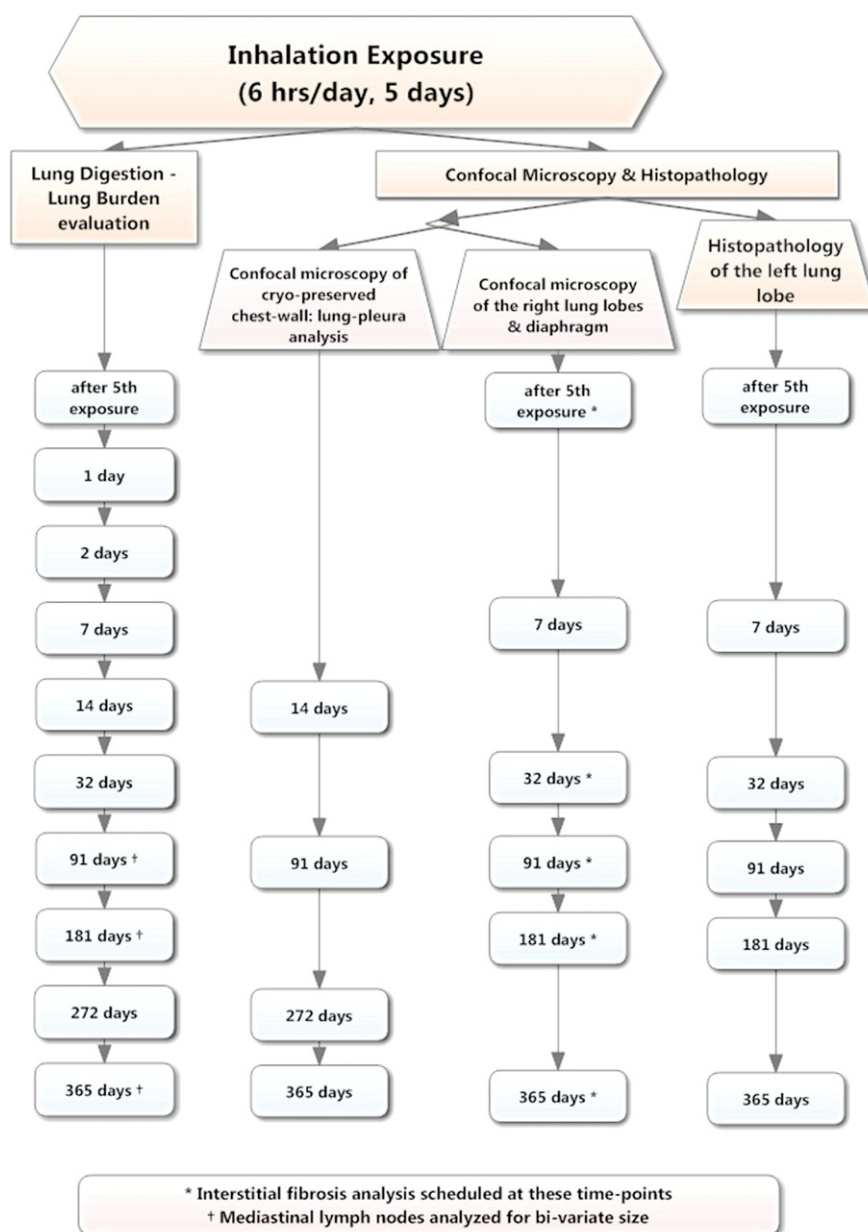 Inhalation Exposure
(6 hrs/day, 5 days)
Lung Digestion -
Lung Burden
evaluation
Confocal Microscopy & Histopathology
Confocal microscopy of
cryo-preserved
chest-wall: lung-pleura
analysis
Confocal microscopy
of the right lung lobes
& diaphragm
Histopathology
of the left lung
lobe
after 5th
exposure
1 day
2 days
7 days
14 days
32 days
91 days †
181 days †
272 days
365 days †
14 days
91 days
272 days
365 days
after 5th
exposure *
7 days
32 days *
91 days *
181 days *
365 days *
after 5th
exposure
7 days
32 days
91 days
181 days
365 days
* Interstitial fibrosis analysis scheduled at these time-points
† Mediastinal lymph nodes analyzed for bi-variate size